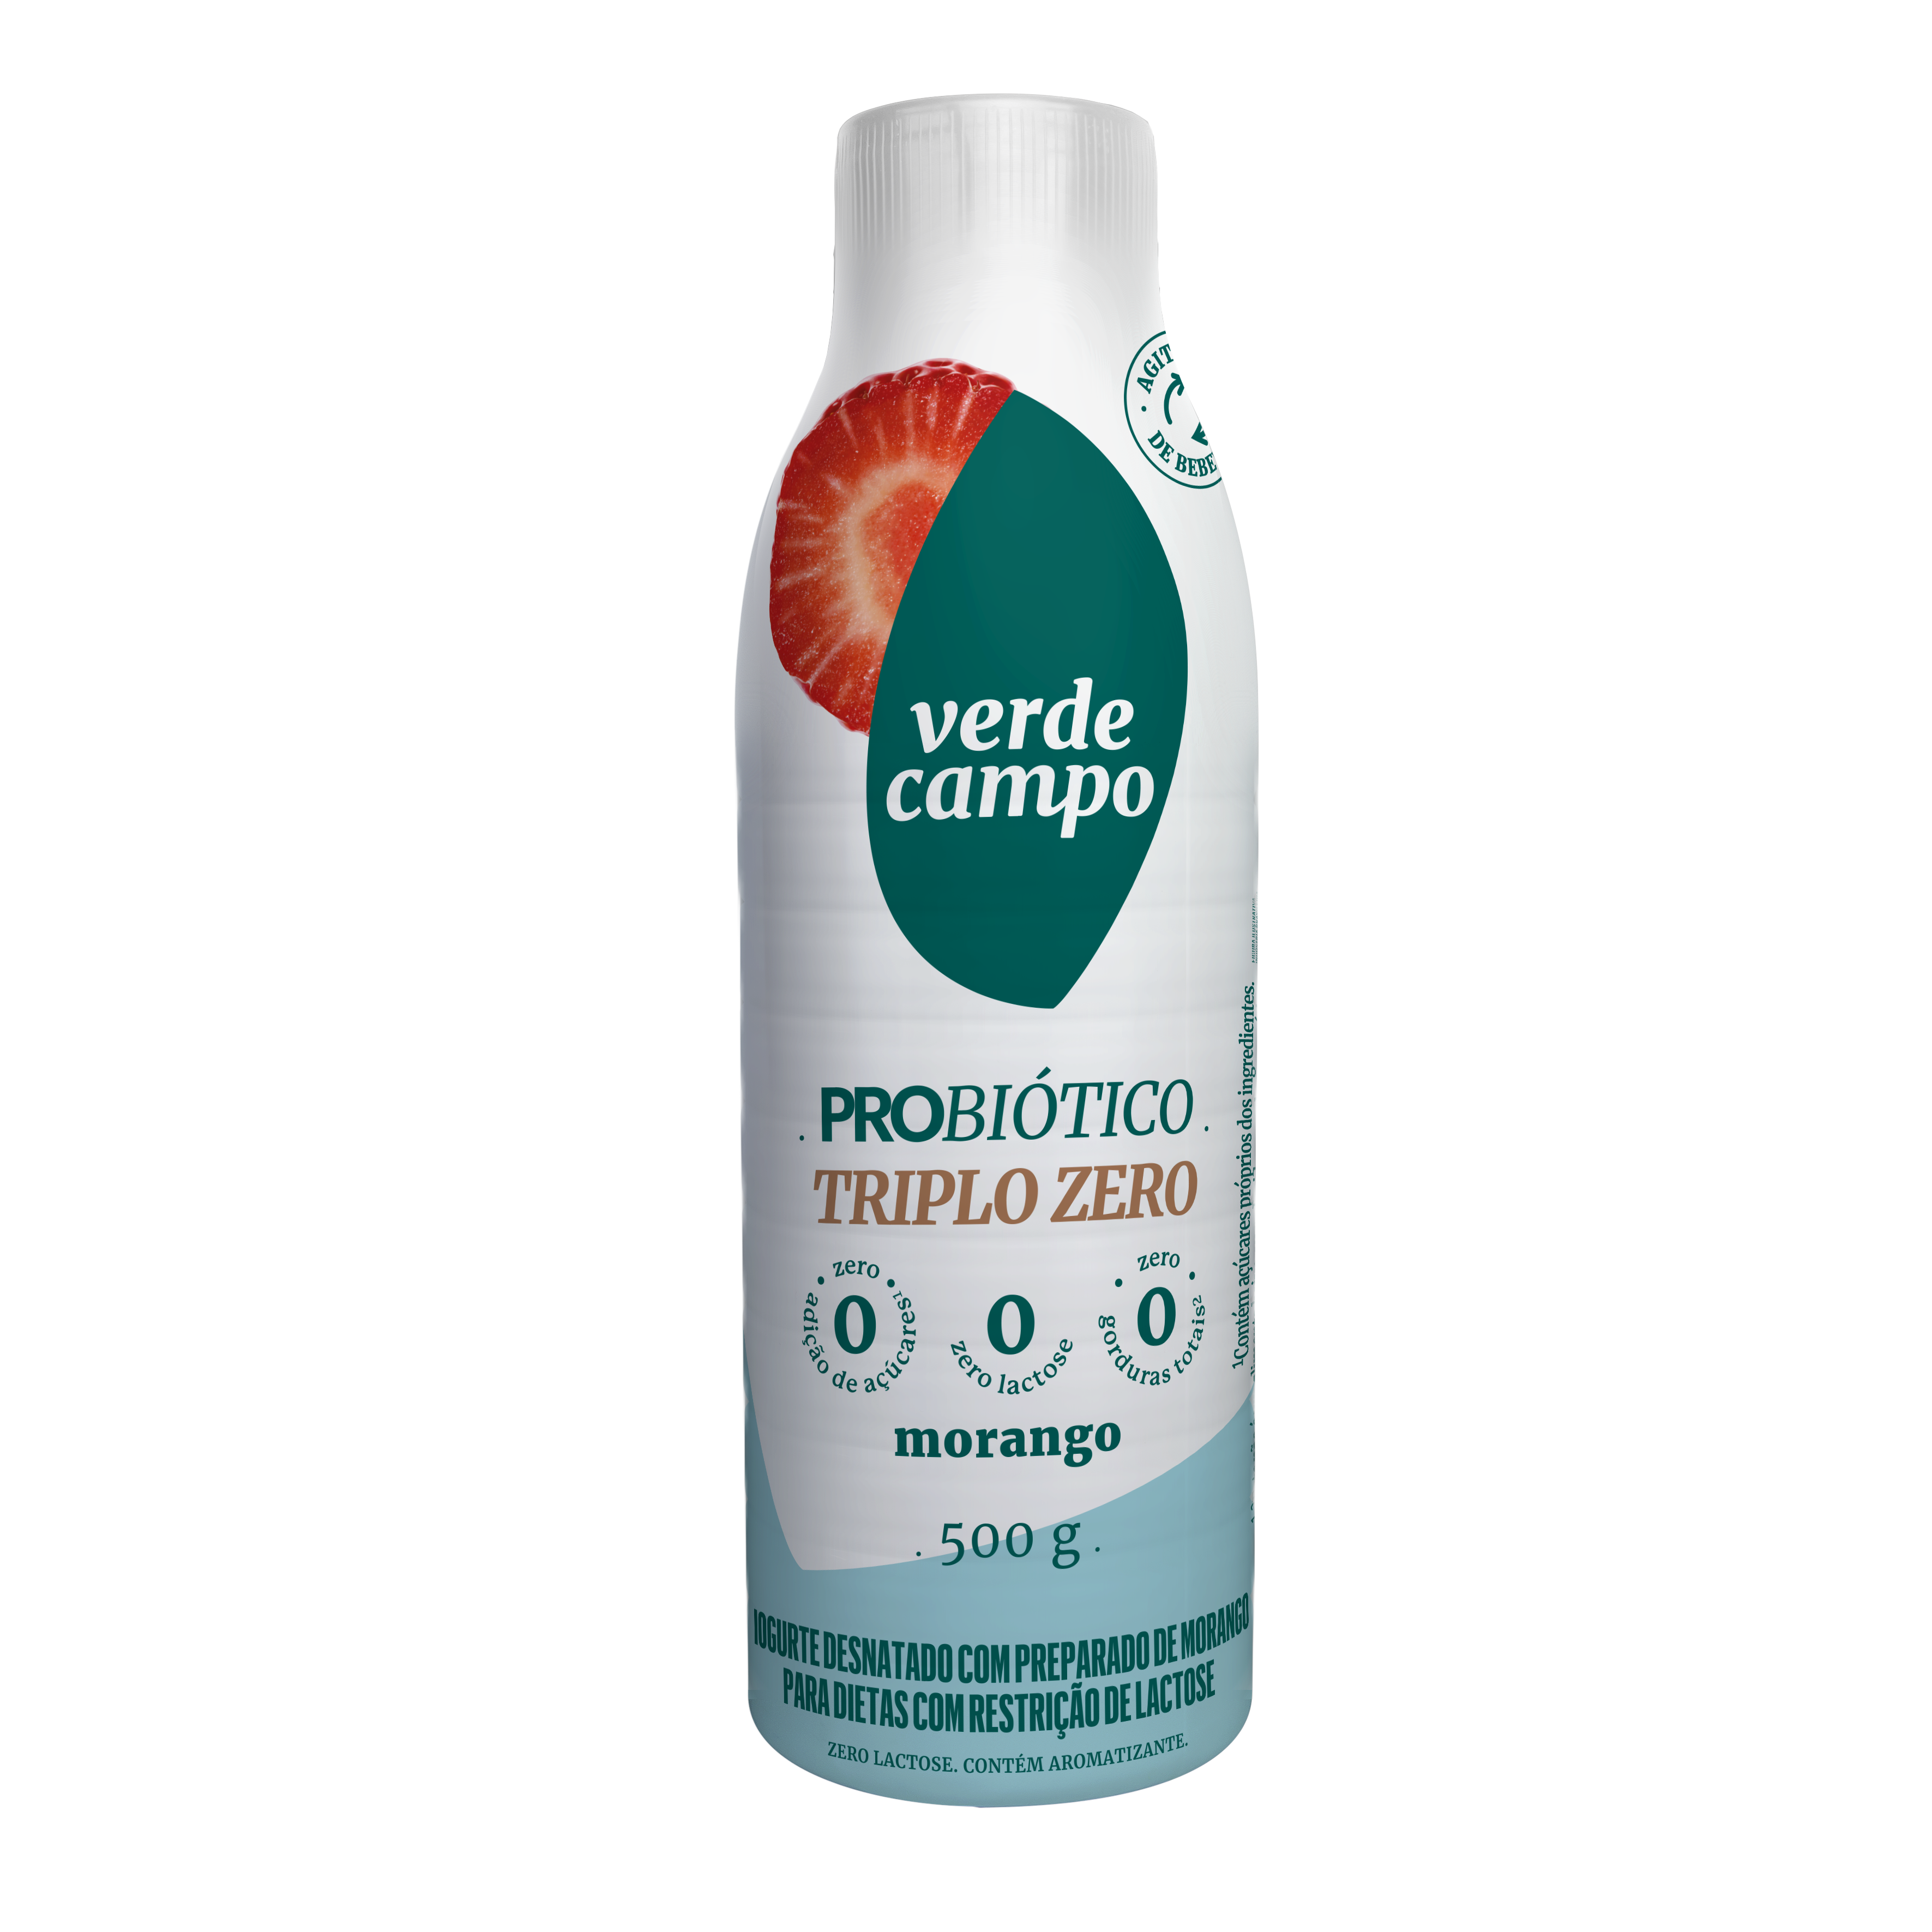 DE
verde
campo
. PROBIÓTICO .
TRIPLO ZERO
• zero •
0
adição de açúcares¹
0
zero lactose
• zero •
0
gorduras totais²
morango
. 500 g .
IOGURTE DESNATADO COM PREPARADO DE MORANGO
PARA DIETAS COM RESTRIÇÃO DE LACTOSE
ZERO LACTOSE. CONTÉM AROMATIZANTE.
¹Contém açúcares próprios dos ingredientes.